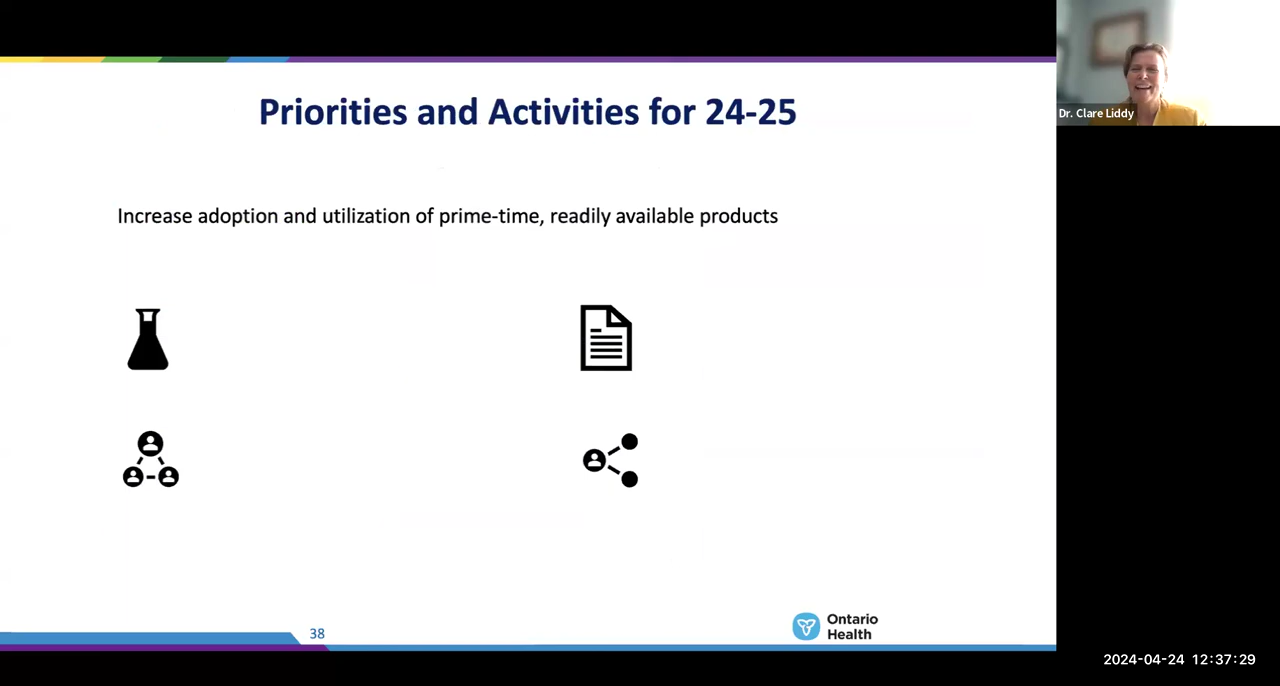 Priorities and Activities for 24-25
Dr. Clare Liddy
Increase adoption and utilization of prime-time, readily available products
38
Ontario
Health
2024-04-24 12:37:29